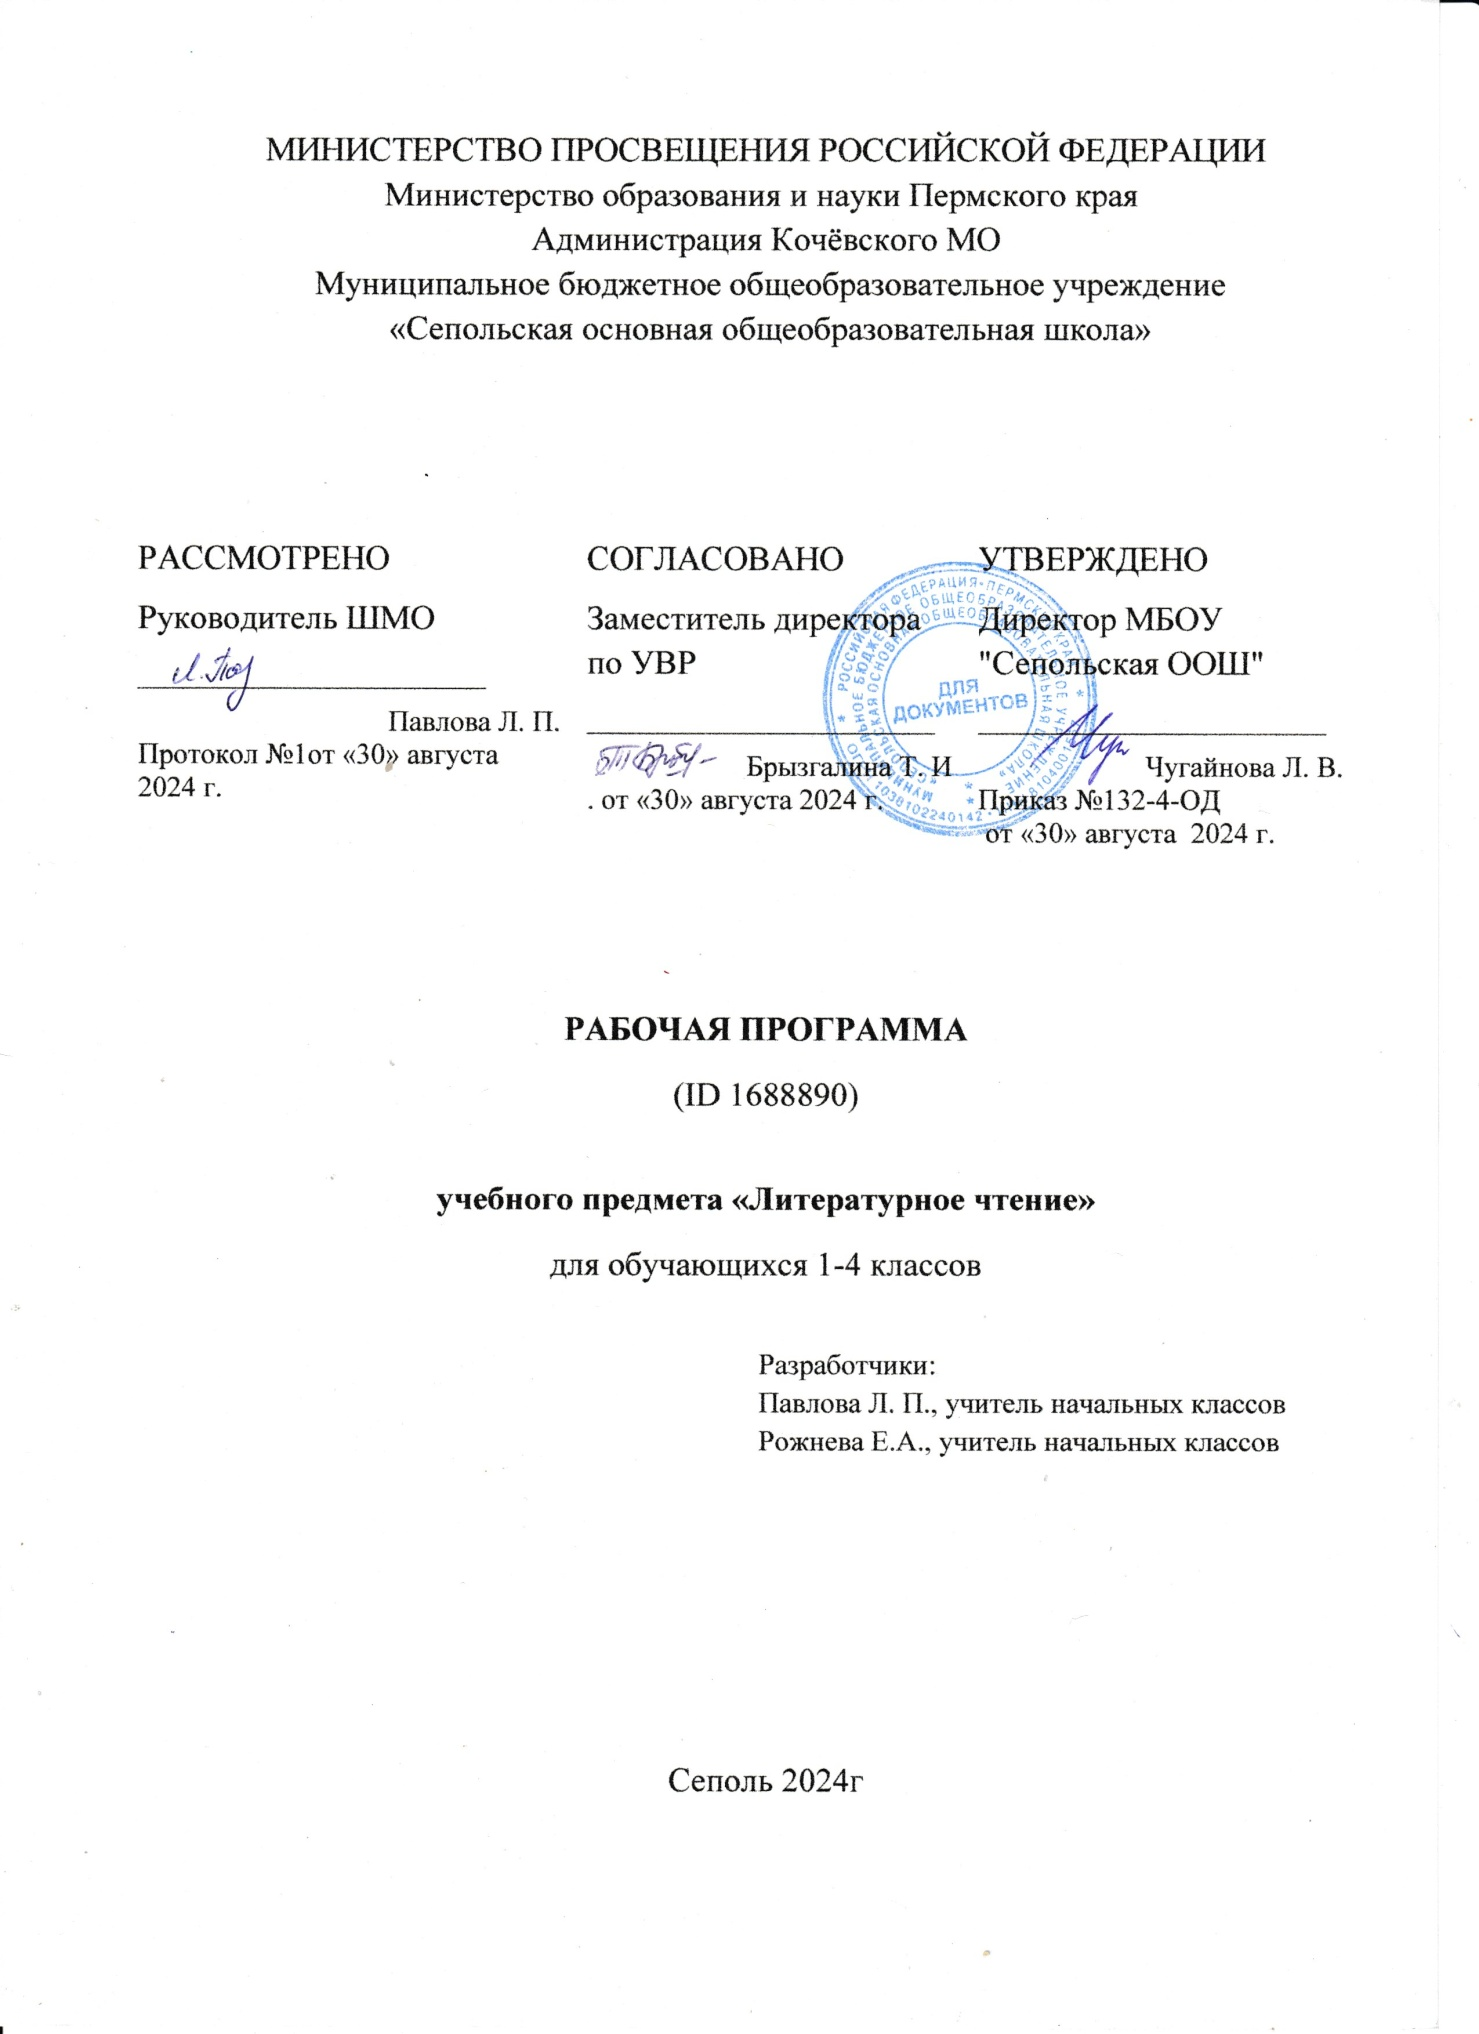 МИНИСТЕРСТВО ПРОСВЕЩЕНИЯ РОССИЙСКОЙ ФЕДЕРАЦИИ
Министерство образования и науки Пермского края
Администрация Кочёвского МО
Муниципальное бюджетное общеобразовательное учреждение
«Сепольская основная общеобразовательная школа»
РАССМОТРЕНО
Руководитель ШМО
Павлова Л. П.
Протокол №1от «30» августа
2024 г.
СОГЛАСОВАНО
Заместитель директора
по УВР
Брызгалина Т. И
. от «30» августа 2024 г.
УТВЕРЖДЕНО
Директор МБОУ
"Сепольская ООШ"
Чугайнова Л. В.
Приказ №132-4-ОД
от «30» августа 2024 г.
ДЛЯ
ДОКУМЕНТОВ
РАБОЧАЯ ПРОГРАММА
(ID 1688890)
учебного предмета «Литературное чтение»
для обучающихся 1-4 классов
Разработчики:
Павлова Л. П., учитель начальных классов
Рожнева Е.А., учитель начальных классов
Сеполь 2024г